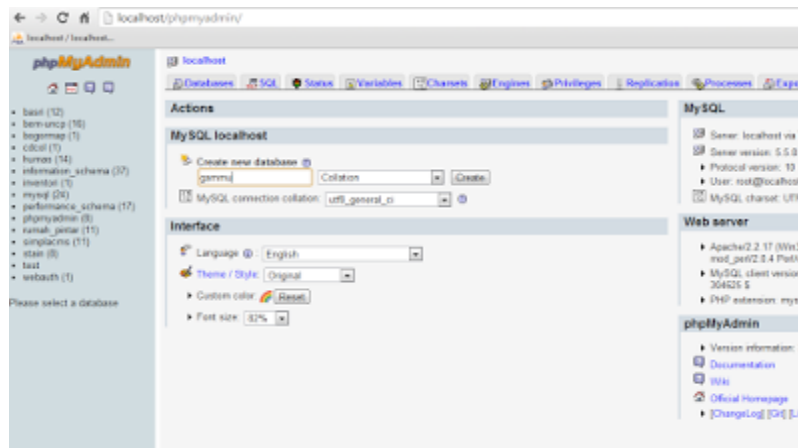 localhost/phpmyadmin/
localhost / localhost...
phpMyAdmin
localhost
Databases SQL Status Variables Charsets Engines Privileges Replication Processes Expo
Actions
MySQL localhost
Create new database
gammu Collation Create
MySQL connection collation: utf8_general_ci
Interface
Language : English
Theme / Style: Original
Custom color: Reset
Font size: 82%
basri (12)
bem-uncp (16)
bogormap (1)
cdcol (1)
humas (14)
information_schema (37)
inventori (1)
mysql (24)
performance_schema (17)
phpmyadmin (8)
rumah_pintar (11)
simplacms (11)
stain (8)
test
webauth (1)
Please select a database
MySQL
Server: localhost via
Server version: 5.5.8
Protocol version: 10
User: root@localhos
MySQL charset: UTF
Web server
Apache/2.2.17 (Win3
mod_perl/2.0.4 Perl/
MySQL client version
PHP extension: mys
phpMyAdmin
Version information:
Documentation
Wiki
Official Homepage
[ChangeLog] [Git] [L